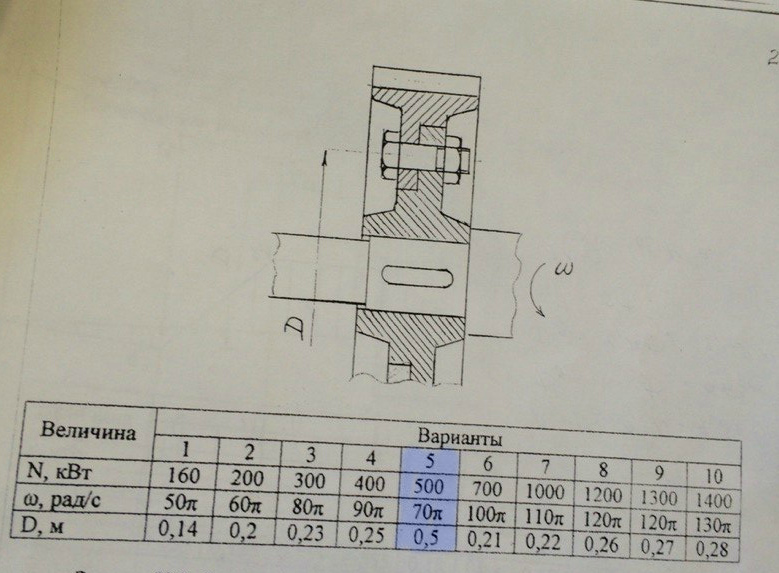 2
ω
D
Величина Варианты
1 2 3 4 5 6 7 8 9 10
N, кВт 160 200 300 400 500 700 1000 1200 1300 1400
ω, рад/с 50π 60π 80π 90π 70π 100π 110π 120π 120π 130π
D, м 0,14 0,2 0,23 0,25 0,5 0,21 0,22 0,26 0,27 0,28